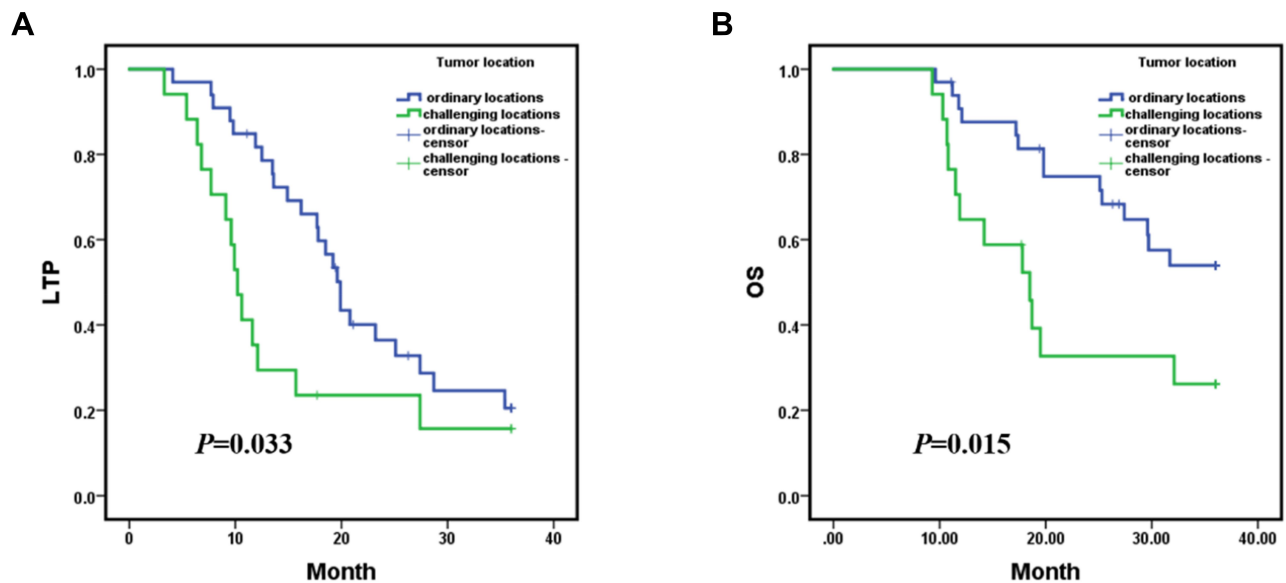 A
LTP
1.0
0.8
0.6
0.4
0.2
0.0
Tumor location
ordinary locations
challenging locations
ordinary locations-
censor
challenging locations -
censor
P=0.033
0 10 20 30 40
Month
B
OS
1.0
0.8
0.6
0.4
0.2
0.0
Tumor location
ordinary locations
challenging locations
ordinary locations-
censor
challenging locations -
censor
P=0.015
.00 10.00 20.00 30.00 40.00
Month